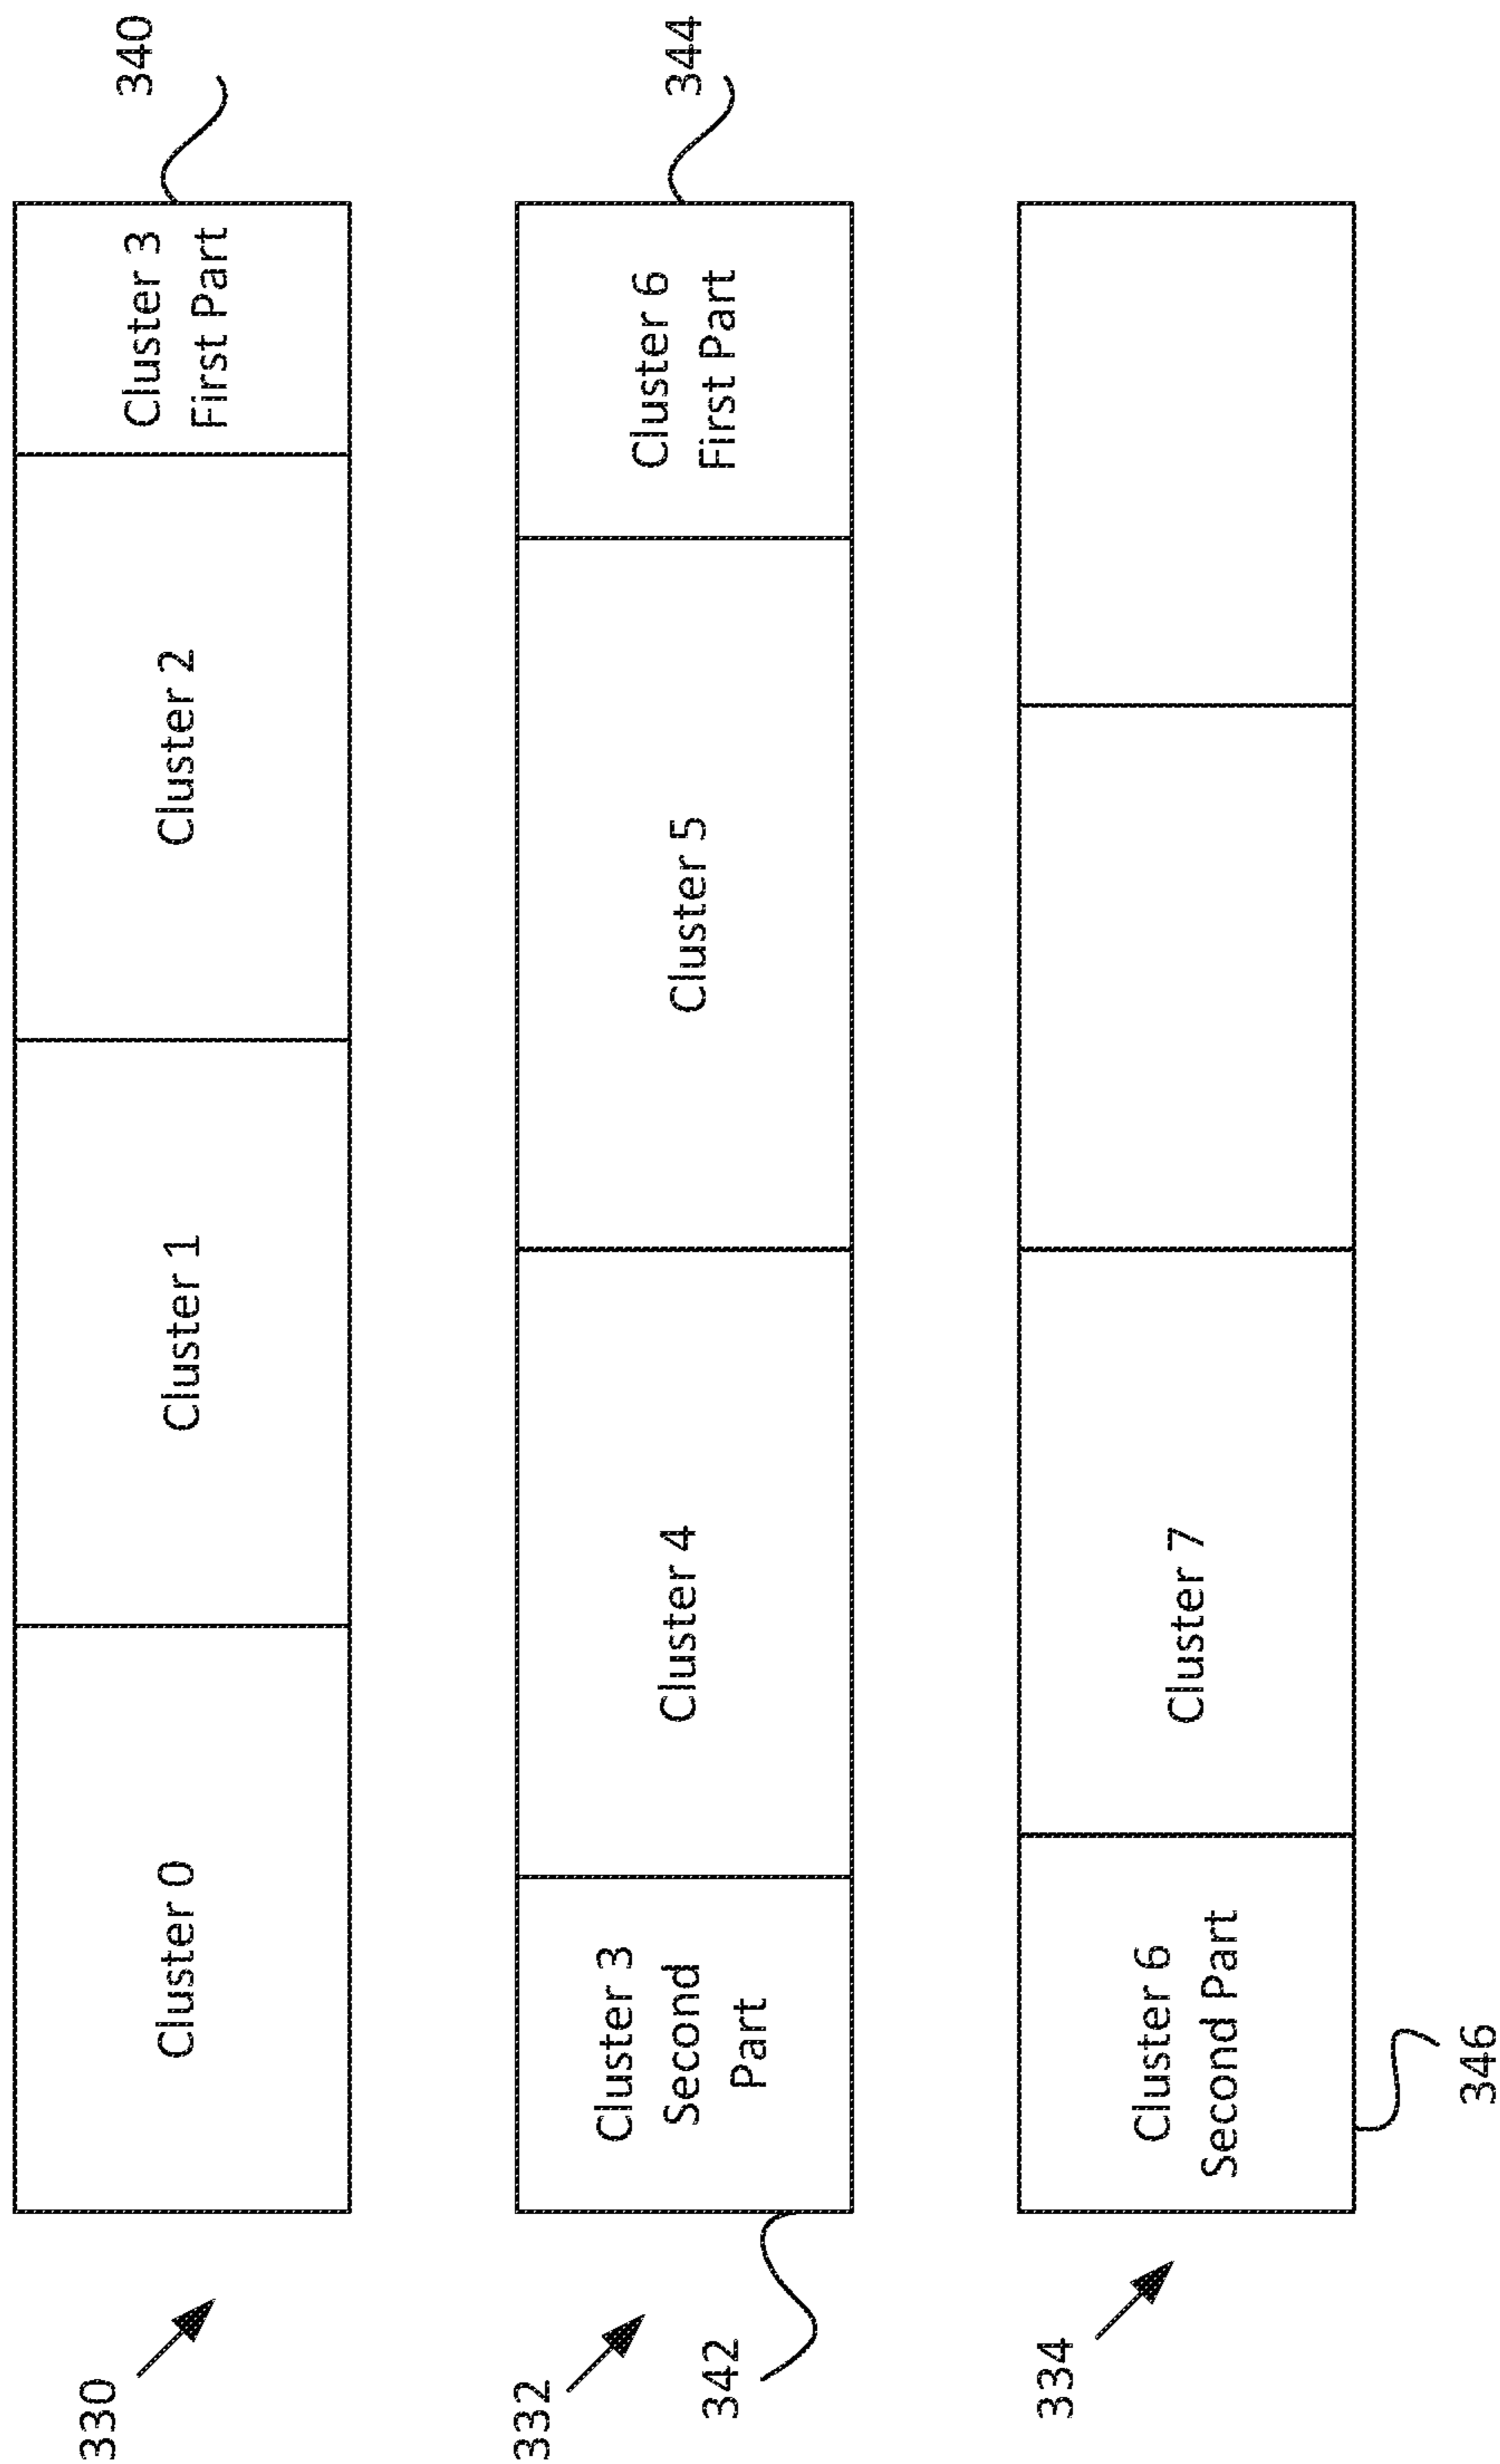 330
Cluster 0
Cluster 1
Cluster 2
Cluster 3
First Part
340
332
342
Cluster 3
Second
Part
Cluster 4
Cluster 5
Cluster 6
First Part
344
334
Cluster 6
Second Part
346
Cluster 7